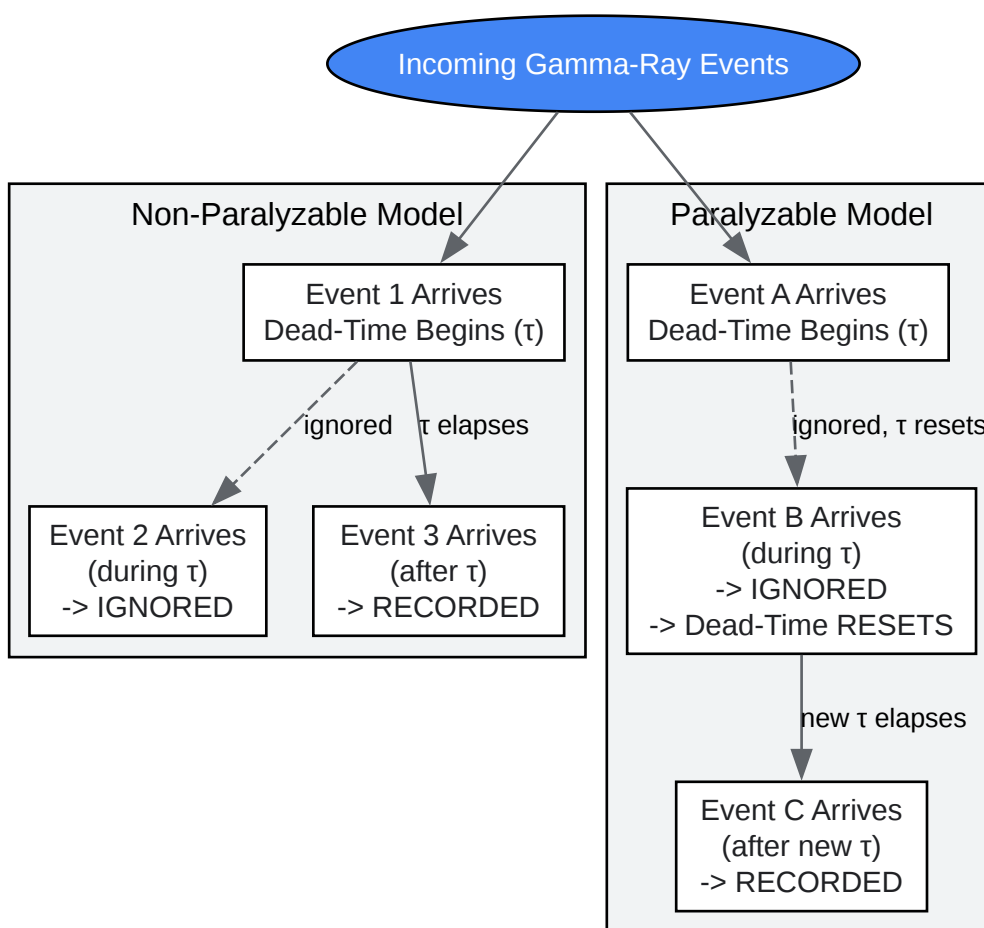 Incoming Gamma-Ray Events
Non-Paralyzable Model
Event 1 Arrives
Dead-Time Begins (τ)
ignored
τ elapses
Event 2 Arrives
(during τ)
-> IGNORED
Event 3 Arrives
(after τ)
-> RECORDED
Paralyzable Model
Event A Arrives
Dead-Time Begins (τ)
ignored, τ resets
Event B Arrives
(during τ)
-> IGNORED
-> Dead-Time RESETS
new τ elapses
Event C Arrives
(after new τ)
-> RECORDED